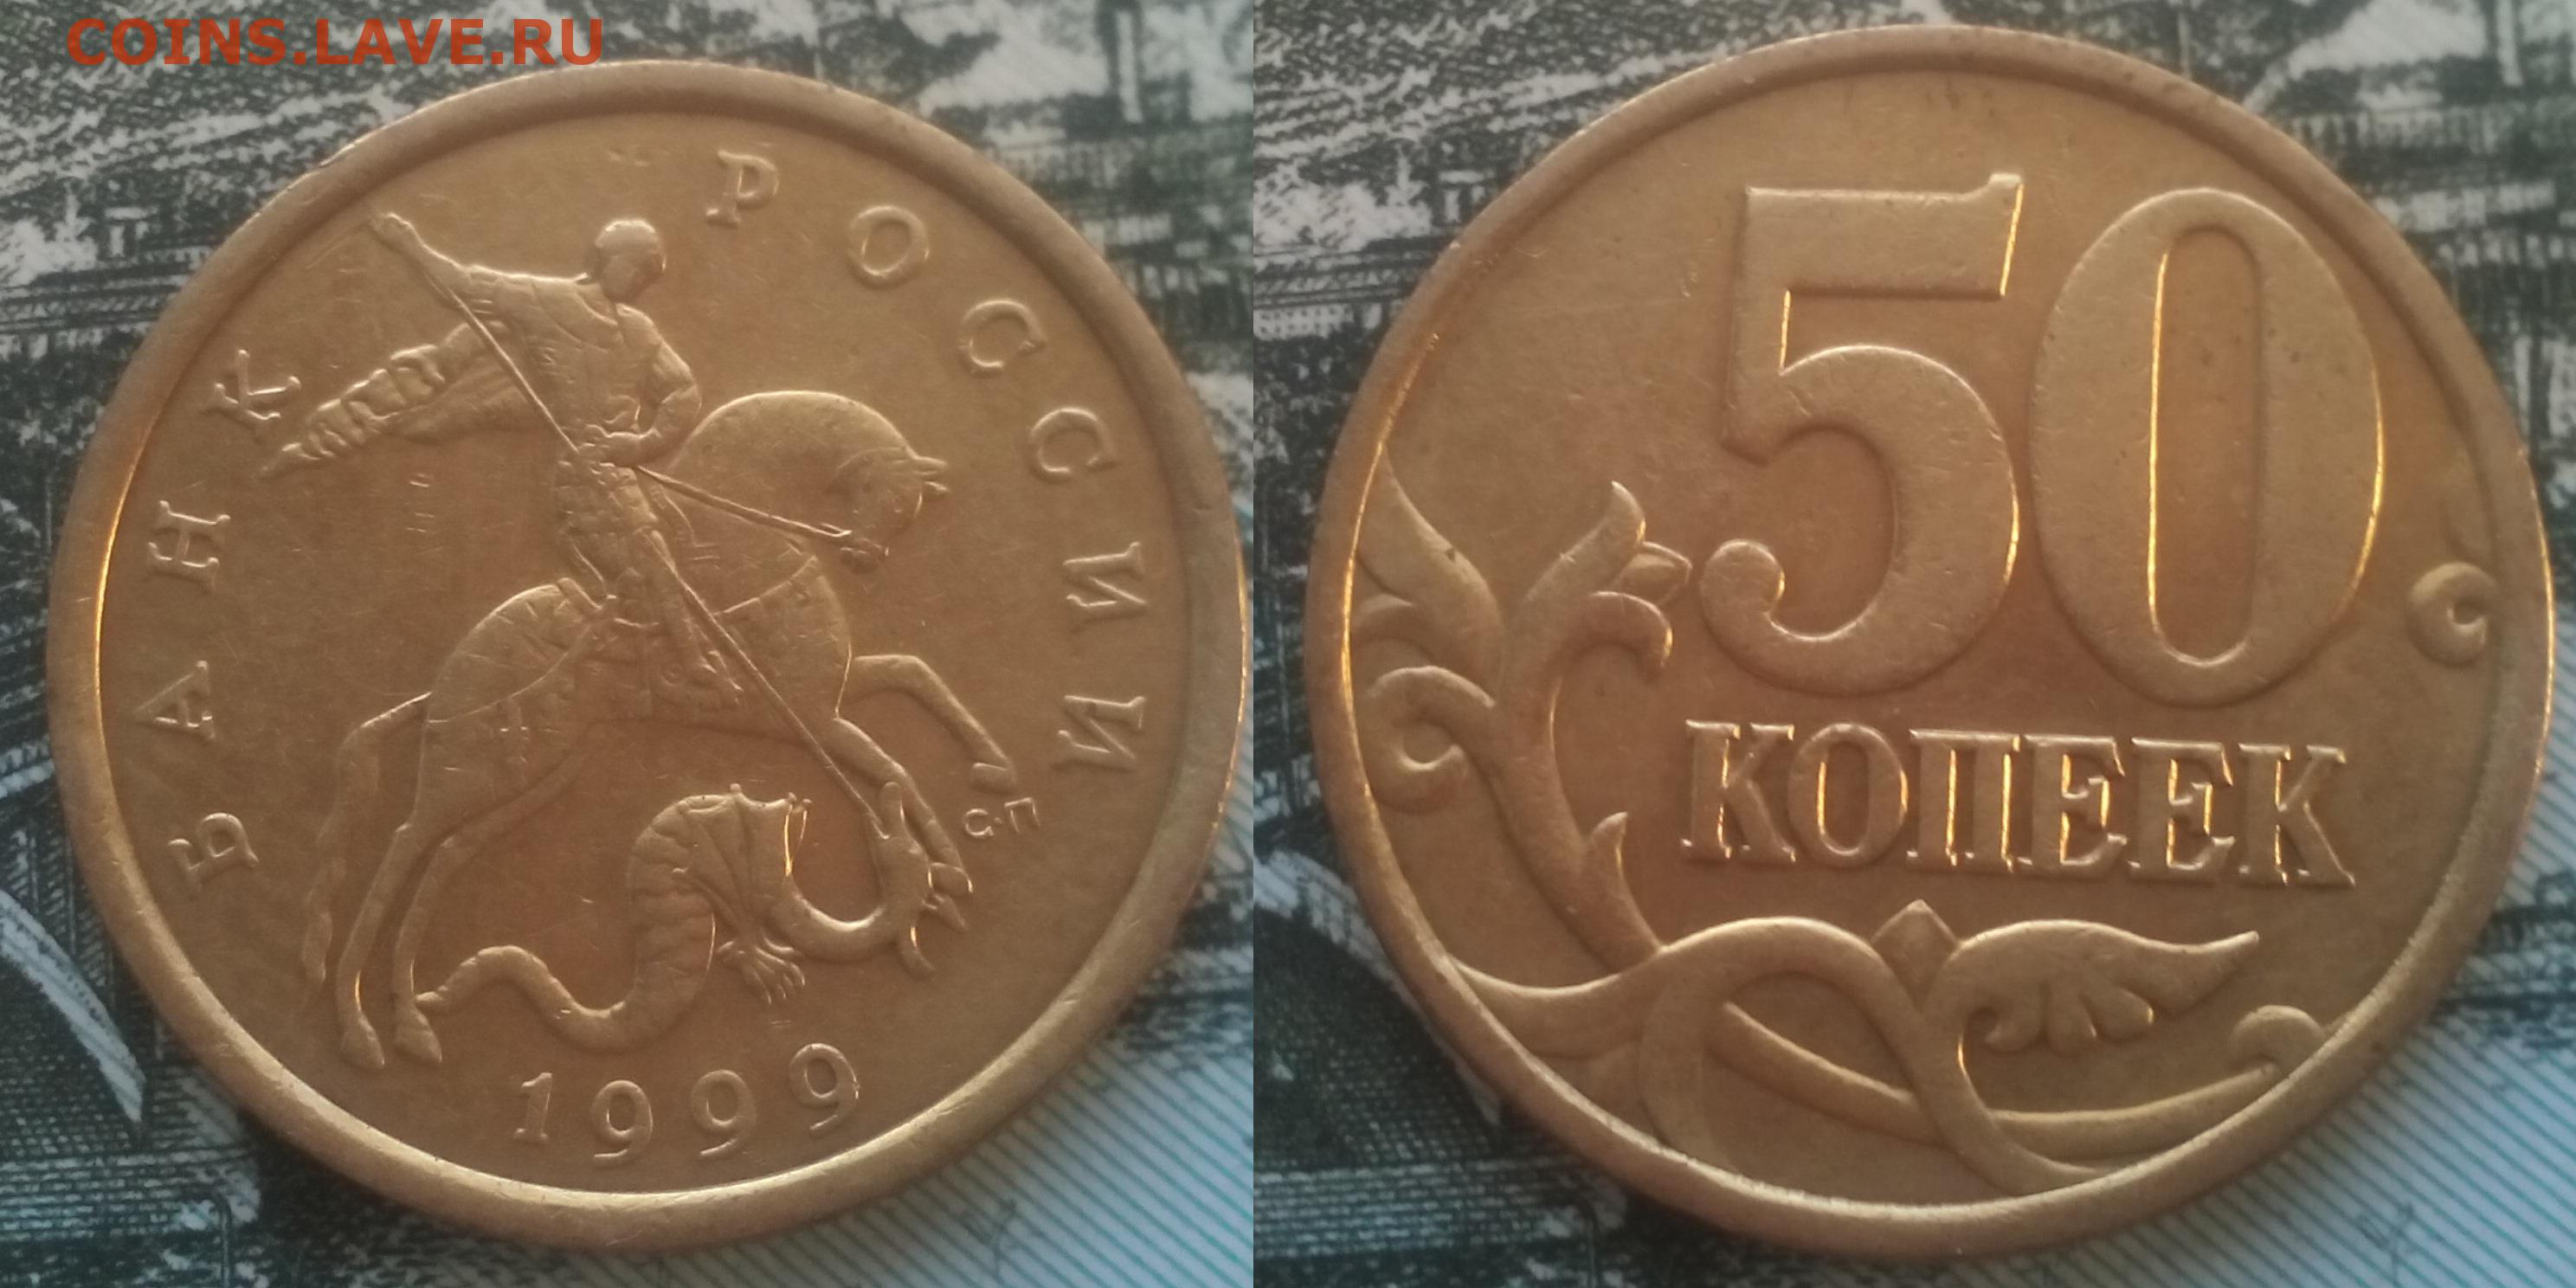 COINS.LAVE.RU
БАНК РОССИИ
С·П
1999
50
КОПЕЕК